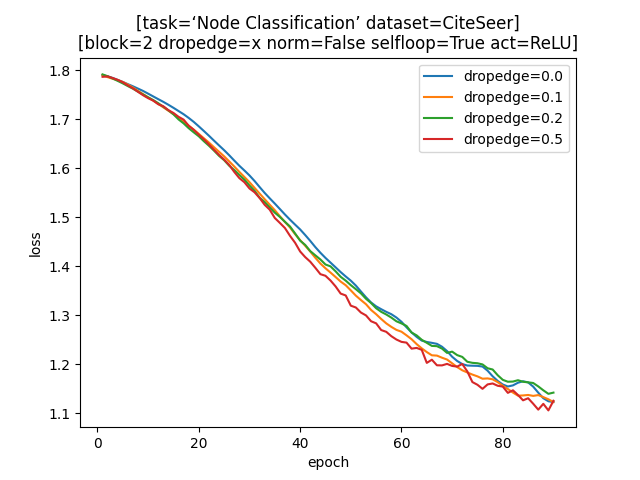 [task=‘Node Classification’ dataset=CiteSeer]
[block=2 dropedge=x norm=False selfloop=True act=ReLU]
1.8
1.7
1.6
1.5
1.4
1.3
1.2
1.1
loss
dropedge=0.0
dropedge=0.1
dropedge=0.2
dropedge=0.5
0 20 40 60 80
epoch